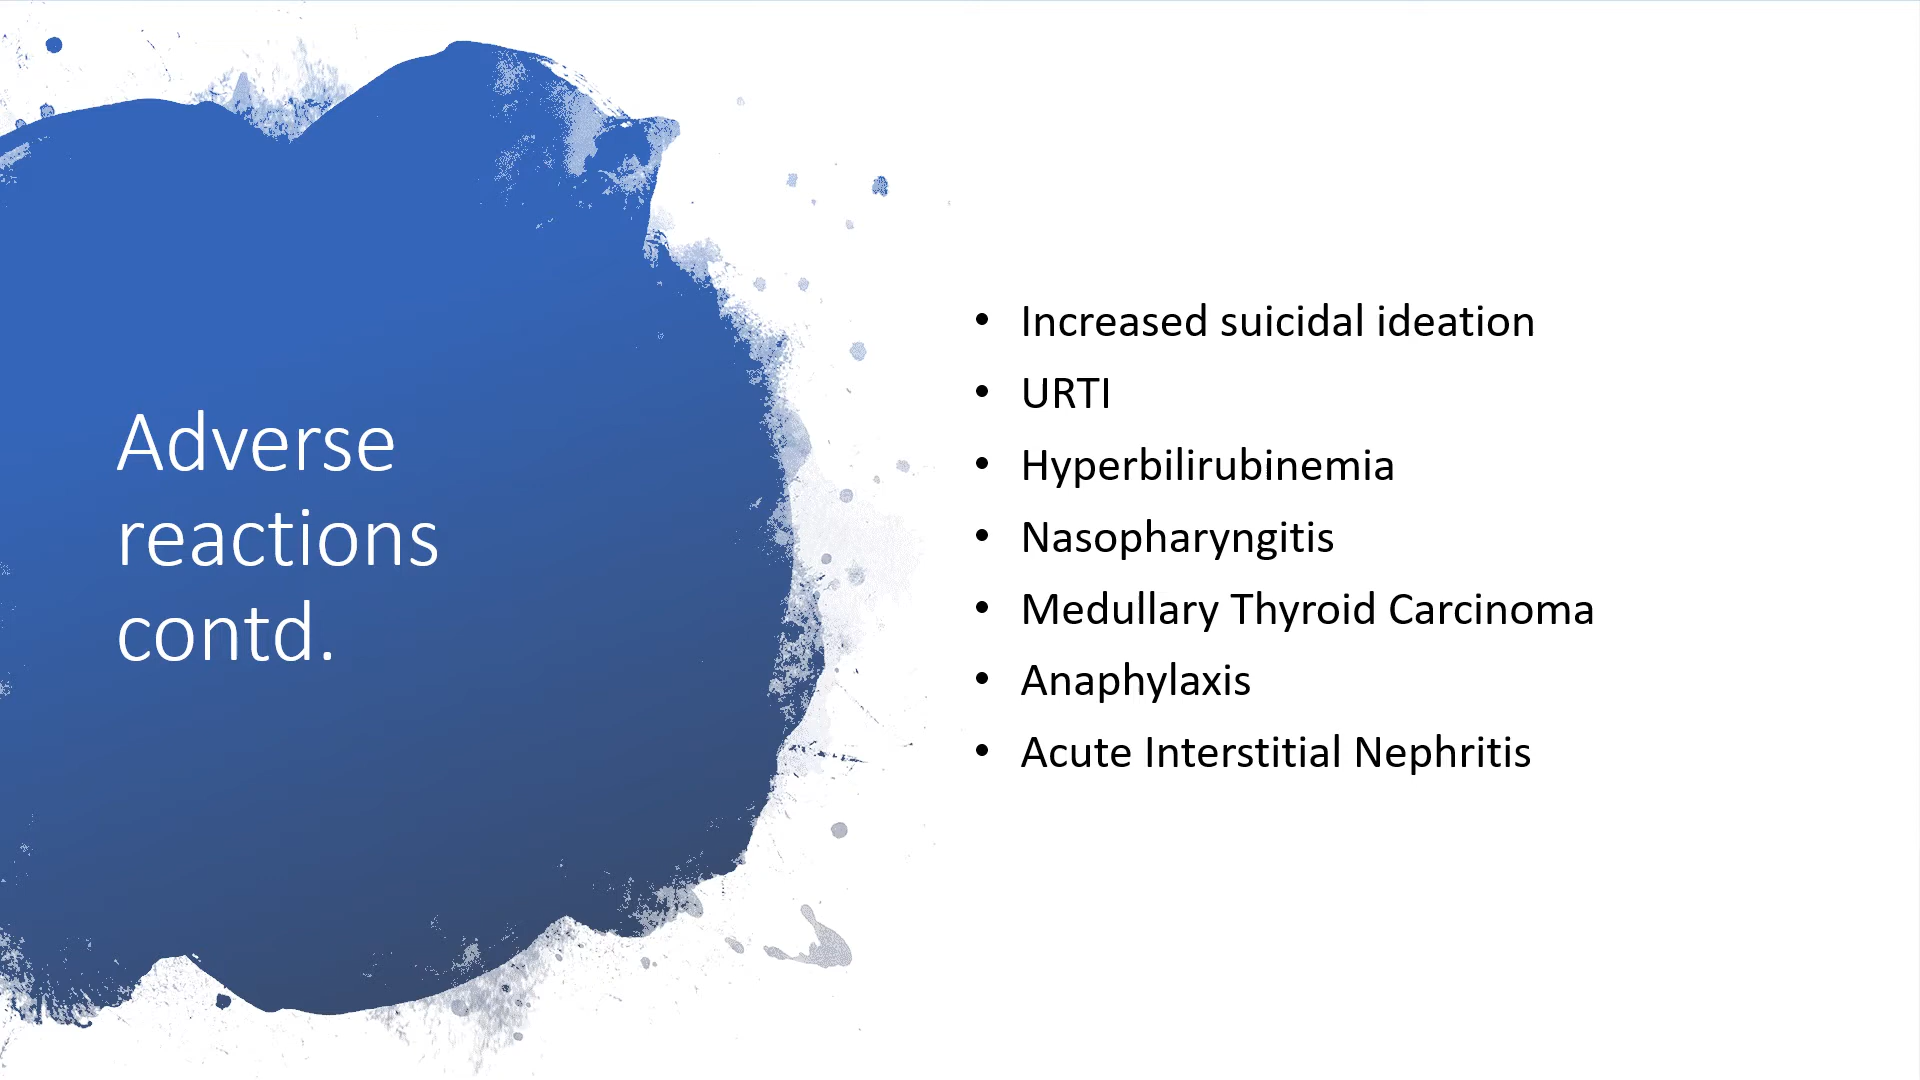 Adverse
reactions
contd.
• Increased suicidal ideation
• URTI
• Hyperbilirubinemia
• Nasopharyngitis
• Medullary Thyroid Carcinoma
• Anaphylaxis
• Acute Interstitial Nephritis